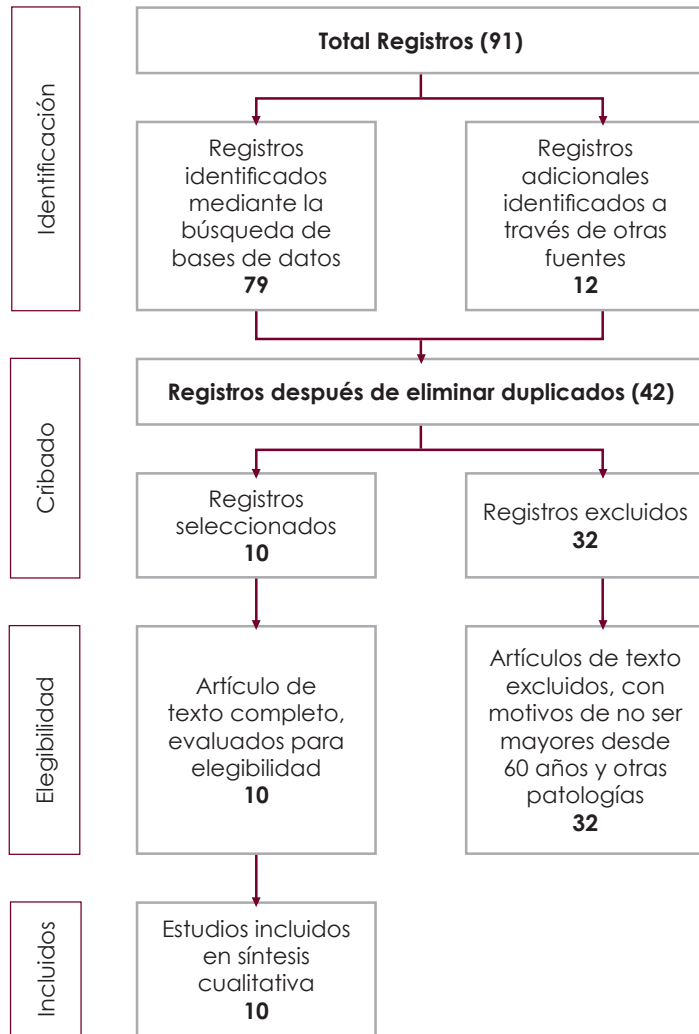 Identificación
Total Registros (91)
Registros
identificados
mediante la
búsqueda de
bases de datos
79
Registros
adicionales
identificados a
través de otras
fuentes
12
Cribado
Registros después de eliminar duplicados (42)
Registros
seleccionados
10
Registros excluidos
32
Elegibilidad
Artículo de
texto completo,
evaluados para
elegibilidad
10
Artículos de texto
excluidos, con
motivos de no ser
mayores desde
60 años y otras
patologías
32
Incluidos
Estudios incluidos
en síntesis
cualitativa
10